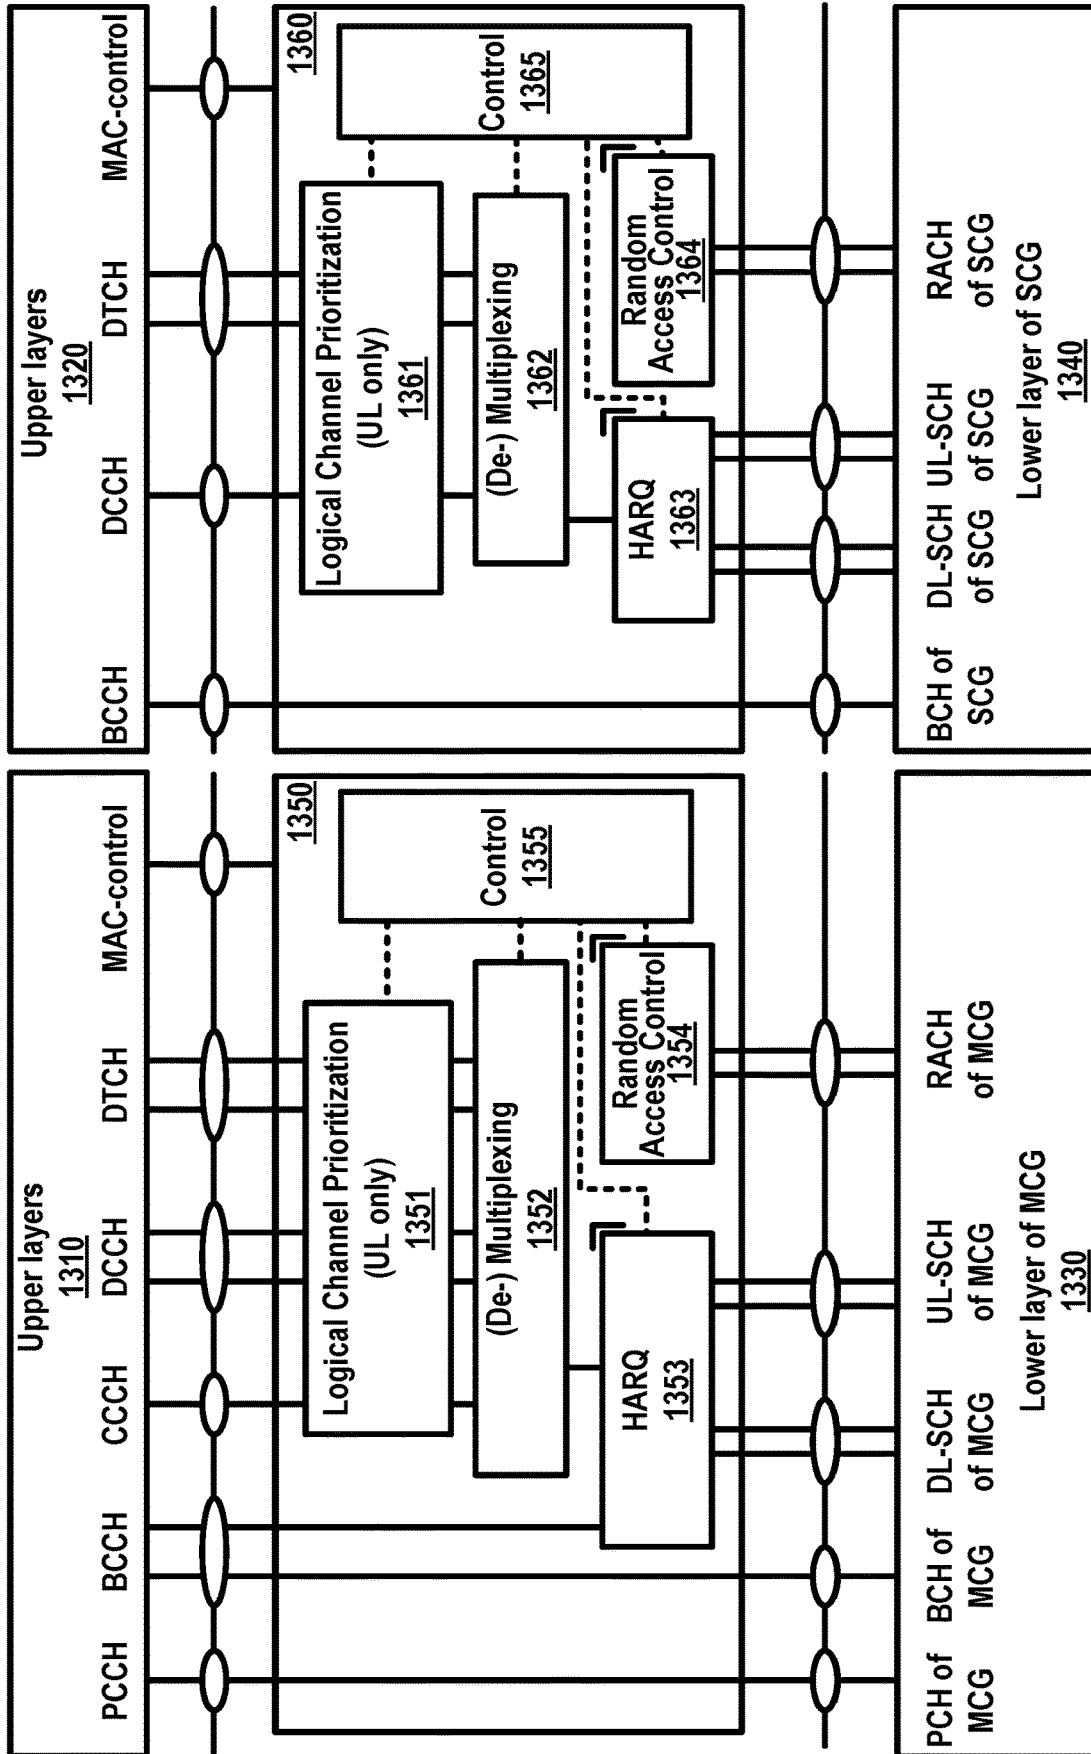 Upper layers
1310
PCCH
BCCH
CCCH
DCCH
DTCH
MAC-control
1350
Logical Channel Prioritization
(UL only)
1351
(De-) Multiplexing
1352
HARQ
1353
Random
Access Control
1354
Control
1355
PCH of
MCG
BCH of
MCG
DL-SCH
of MCG
UL-SCH
of MCG
RACH
of MCG
Lower layer of MCG
1330
Upper layers
1320
BCCH
DCCH
DTCH
MAC-control
1360
Logical Channel Prioritization
(UL only)
1361
(De-) Multiplexing
1362
HARQ
1363
Random
Access Control
1364
Control
1365
BCH of
SCG
DL-SCH
of SCG
UL-SCH
of SCG
RACH
of SCG
Lower layer of SCG
1340